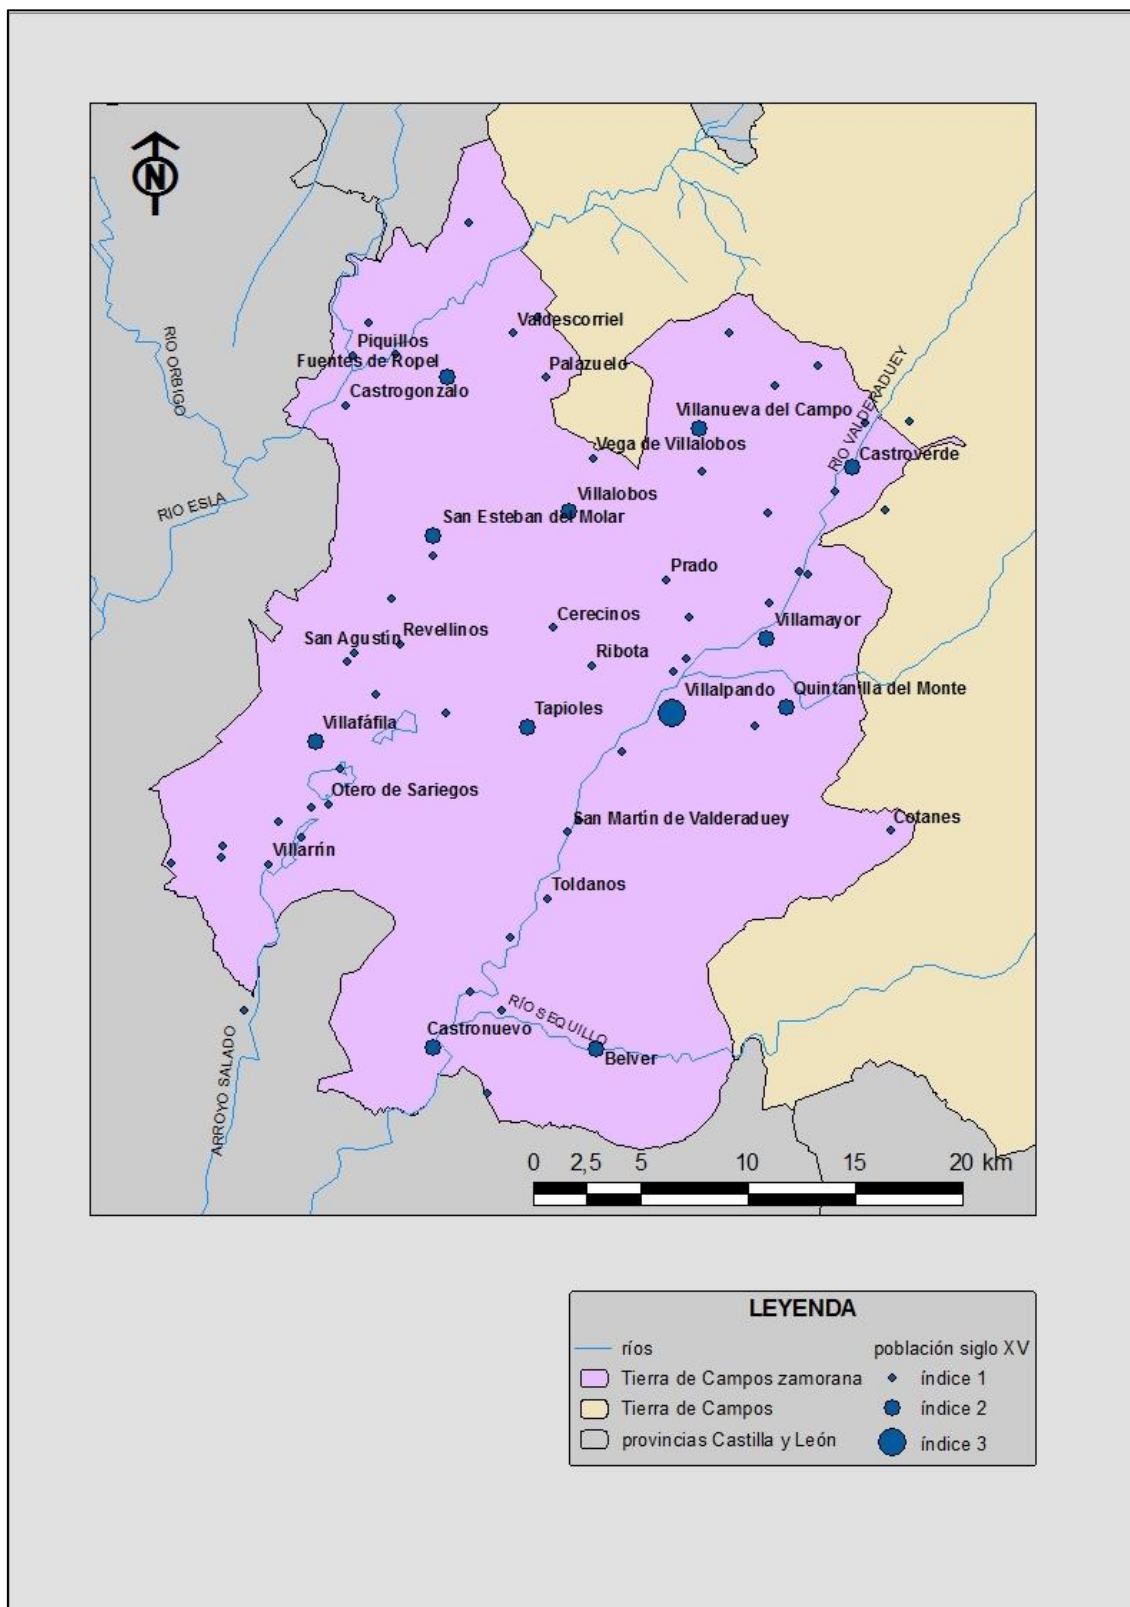 N
Valdescorriel
RIO ORBIGO
Piquillos
Fuentes de Ropel
Palazuelo
Castrogonzalo
RIO VALDERADUEY
Villanueva del Campo
Vega de Villalobos
Castroverde
Villalobos
RIO ESLA
San Esteban del Molar
Prado
Cerecinos
Villamayor
Revellinos
San Agustín
Ribota
Villalpando
Quintanilla del Monte
Tapioles
Villafáfila
Otero de Sariegos
San Martín de Valderaduey
Cotanes
Villarrín
Toldanos
RÍO SEQUILLO
Castronuevo
Belver
ARROYO SALADO
0 2,5 5 10 15 20 km
LEYENDA
ríos
Tierra de Campos zamorana
Tierra de Campos
provincias Castilla y León
población siglo XV
índice 1
índice 2
índice 3